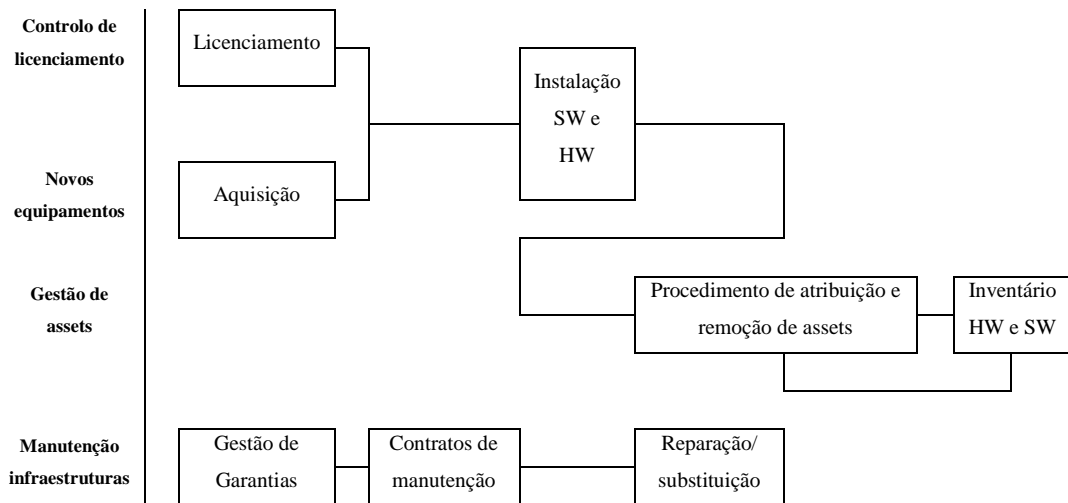 Controlo de
licenciamento
Licenciamento
Instalação
SW e
HW
Novos
equipamentos
Aquisição
Gestão de
assets
Procedimento de atribuição e
remoção de assets
Inventário
HW e SW
Manutenção
infraestruturas
Gestão de
Garantias
Contratos de
manutenção
Reparação/
substituição